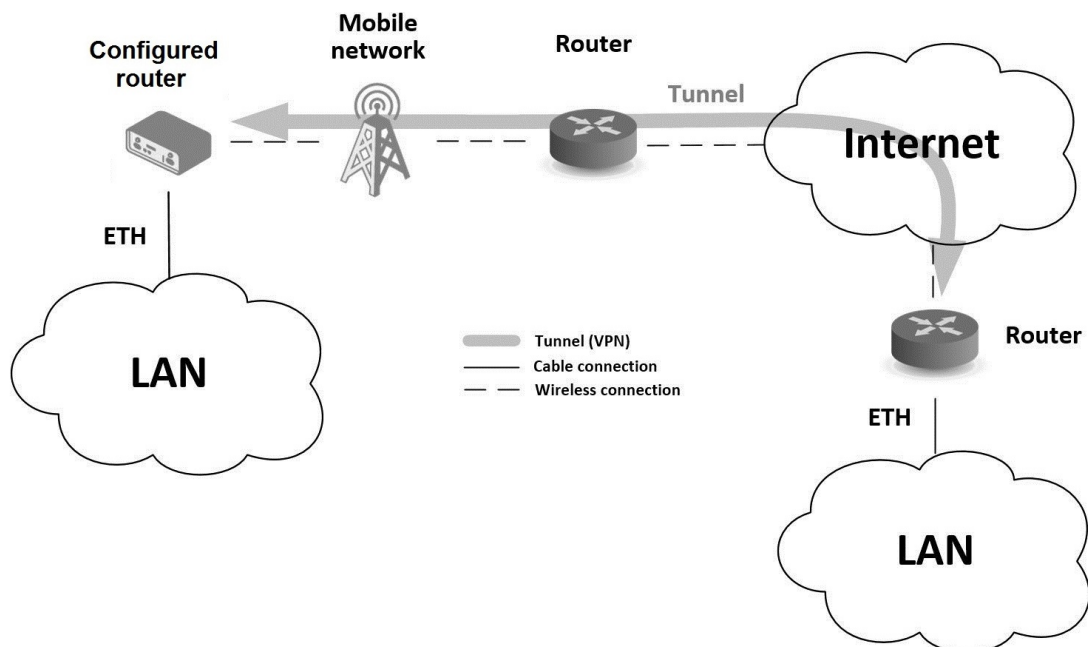 Mobile
network
Configured
router
Router
Tunnel
Internet
ETH
LAN
Router
Tunnel (VPN)
Cable connection
Wireless connection
ETH
LAN